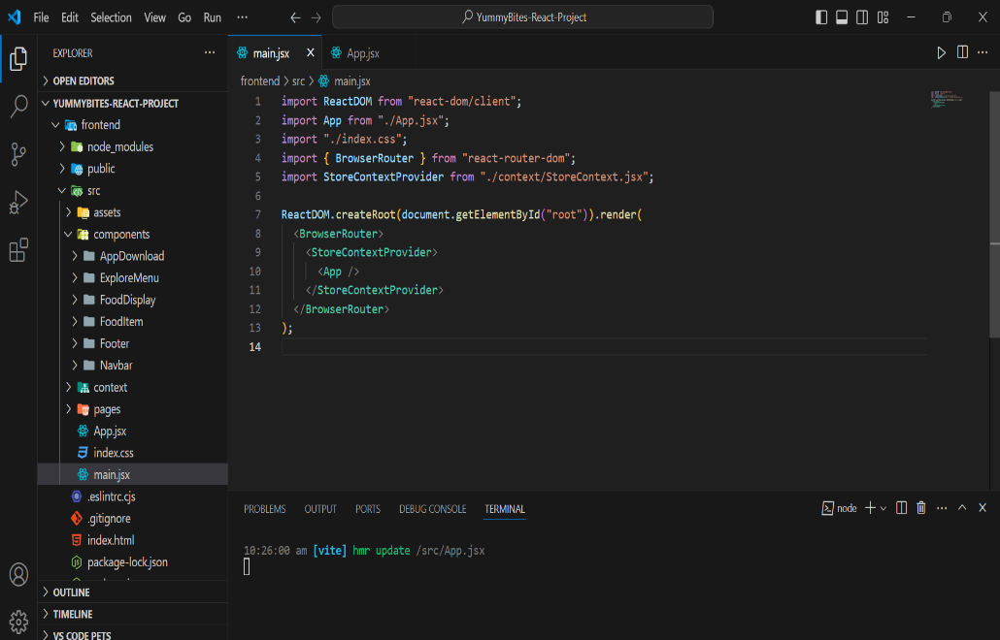 File Edit Selection View Go Run ···
YummyBites-React-Project
EXPLORER
OPEN EDITORS
YUMMYBITES-REACT-PROJECT
frontend
node_modules
public
src
assets
components
AppDownload
ExploreMenu
FoodDisplay
FoodItem
Footer
Navbar
context
pages
App.jsx
index.css
main.jsx
.eslintrc.cjs
.gitignore
index.html
package-lock.json
OUTLINE
TIMELINE
VS CODE PETS
main.jsx App.jsx
frontend > src > main.jsx
1 import ReactDOM from "react-dom/client";
2 import App from "./App.jsx";
3 import "./index.css";
4 import { BrowserRouter } from "react-router-dom";
5 import StoreContextProvider from "./context/StoreContext.jsx";
6
7 ReactDOM.createRoot(document.getElementById("root")).render(
8 <BrowserRouter>
9 <StoreContextProvider>
10 <App />
11 </StoreContextProvider>
12 </BrowserRouter>
13 );
14
PROBLEMS OUTPUT PORTS DEBUG CONSOLE TERMINAL
node
10:26:00 am [vite] hmr update /src/App.jsx